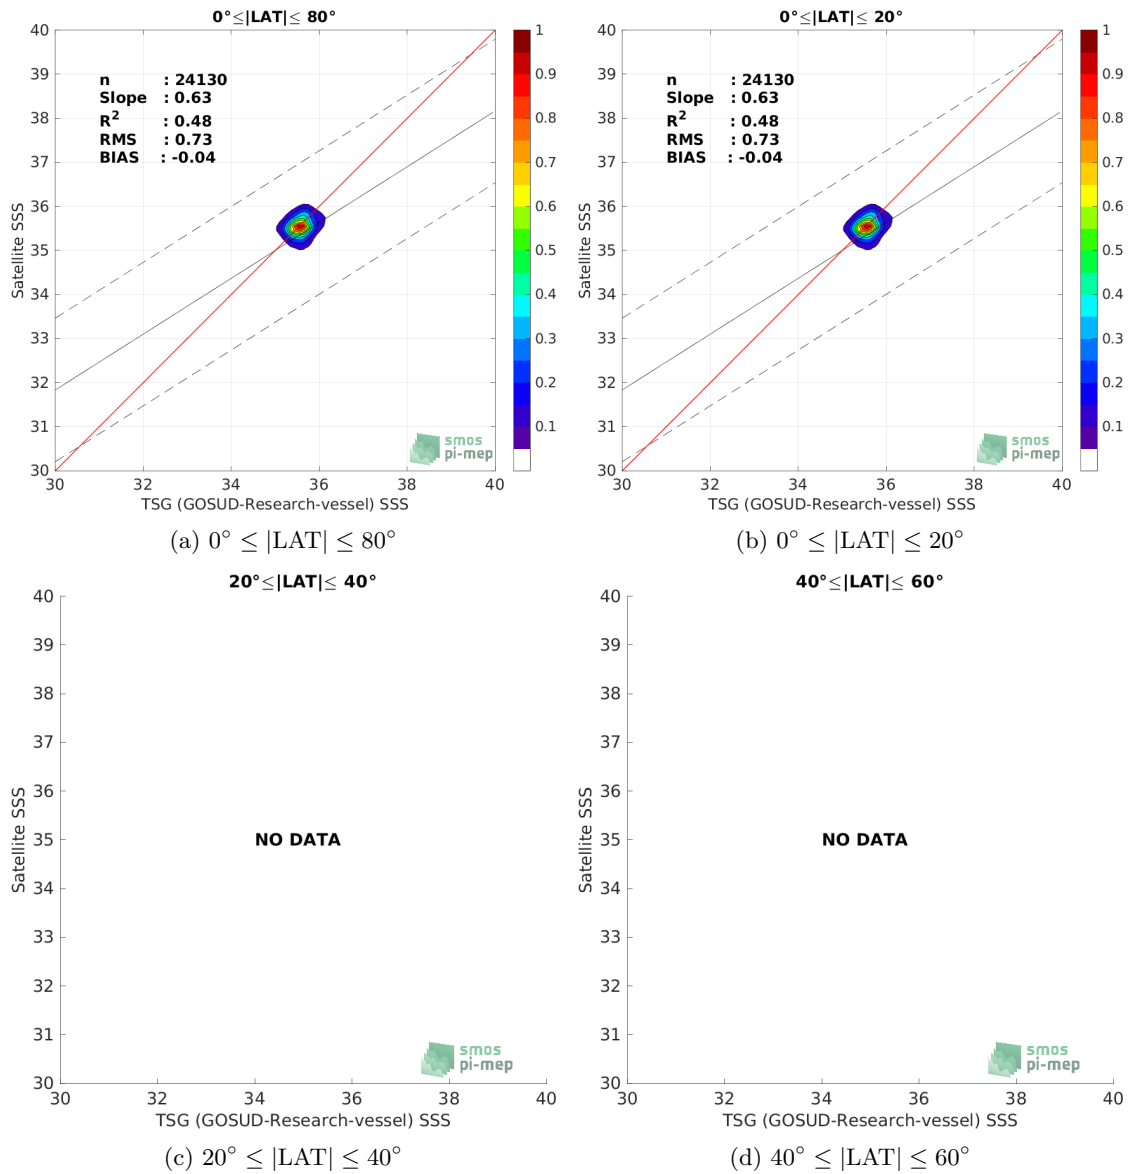 0°≤|LAT|≤ 80°
40
39
38
37
36
35
34
33
32
31
30
n : 24130
Slope : 0.63
R² : 0.48
RMS : 0.73
BIAS : -0.04
smos
pi-mep
30 32 34 36 38 40
TSG (GOSUD-Research-vessel) SSS
Satellite SSS
1
0.9
0.8
0.7
0.6
0.5
0.4
0.3
0.2
0.1
(a) 0° ≤ |LAT| ≤ 80°
0°≤|LAT|≤ 20°
40
39
38
37
36
35
34
33
32
31
30
n : 24130
Slope : 0.63
R² : 0.48
RMS : 0.73
BIAS : -0.04
smos
pi-mep
30 32 34 36 38 40
TSG (GOSUD-Research-vessel) SSS
Satellite SSS
1
0.9
0.8
0.7
0.6
0.5
0.4
0.3
0.2
0.1
(b) 0° ≤ |LAT| ≤ 20°
20°≤|LAT|≤ 40°
40
39
38
37
36
35
34
33
32
31
30
NO DATA
smos
pi-mep
30 32 34 36 38 40
TSG (GOSUD-Research-vessel) SSS
Satellite SSS
(c) 20° ≤ |LAT| ≤ 40°
40°≤|LAT|≤ 60°
40
39
38
37
36
35
34
33
32
31
30
NO DATA
smos
pi-mep
30 32 34 36 38 40
TSG (GOSUD-Research-vessel) SSS
Satellite SSS
(d) 40° ≤ |LAT| ≤ 60°